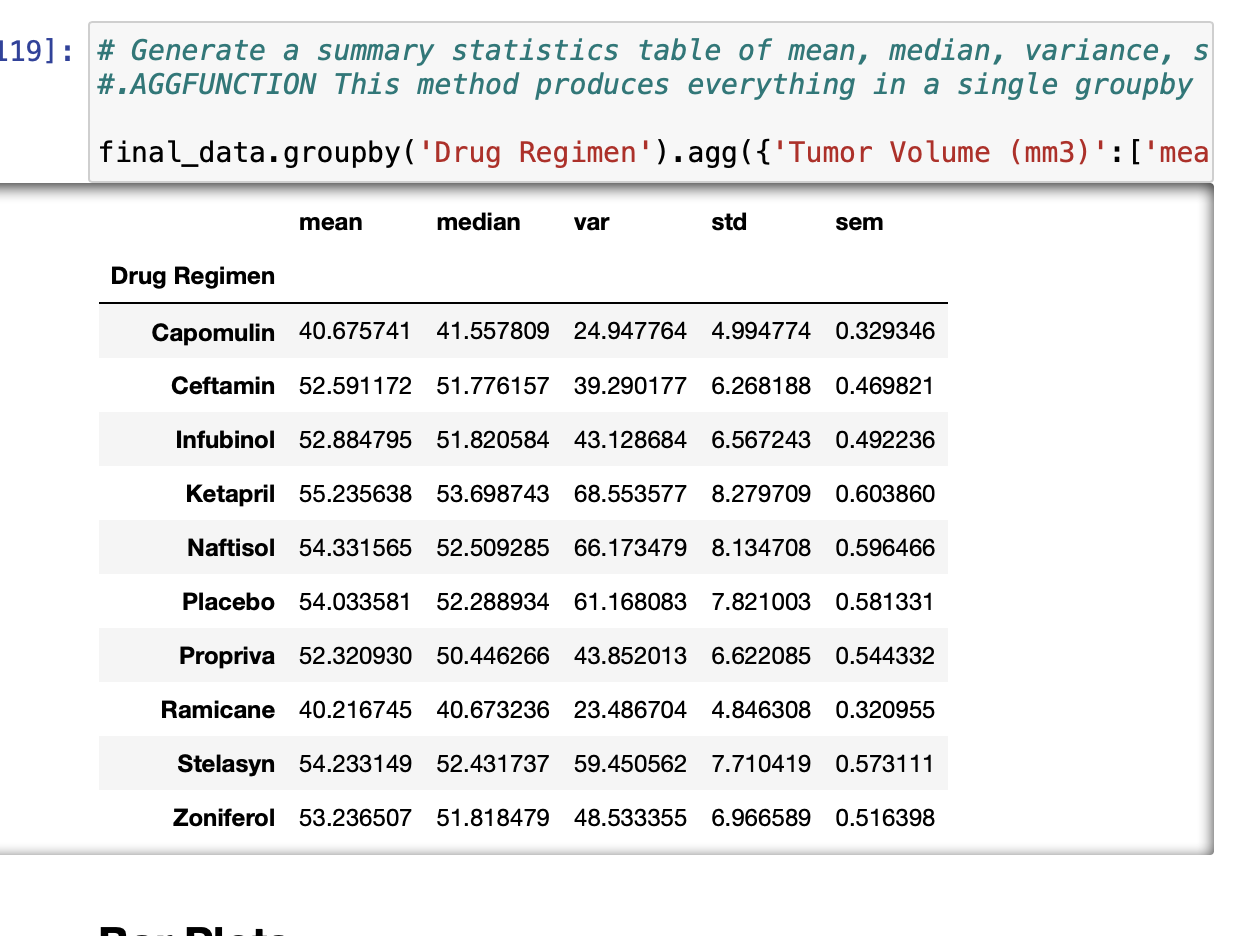 119]:
# Generate a summary statistics table of mean, median, variance, s
#.AGGFUNCTION This method produces everything in a single groupby
final_data.groupby('Drug Regimen').agg({'Tumor Volume (mm3)':['mea
mean median var std sem
Drug Regimen
Capomulin 40.675741 41.557809 24.947764 4.994774 0.329346
Ceftamin 52.591172 51.776157 39.290177 6.268188 0.469821
Infubinol 52.884795 51.820584 43.128684 6.567243 0.492236
Ketapril 55.235638 53.698743 68.553577 8.279709 0.603860
Naftisol 54.331565 52.509285 66.173479 8.134708 0.596466
Placebo 54.033581 52.288934 61.168083 7.821003 0.581331
Propriva 52.320930 50.446266 43.852013 6.622085 0.544332
Ramicane 40.216745 40.673236 23.486704 4.846308 0.320955
Stelasyn 54.233149 52.431737 59.450562 7.710419 0.573111
Zoniferol 53.236507 51.818479 48.533355 6.966589 0.516398
Bar Plots